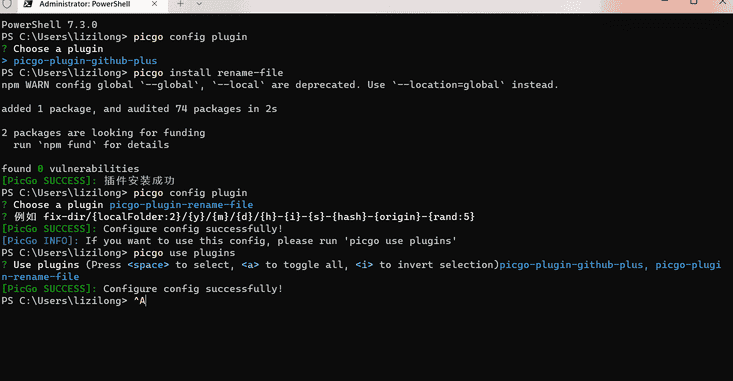 Administrator: PowerShell
PowerShell 7.3.0
PS C:\Users\lizilong> picgo config plugin
? Choose a plugin
> picgo-plugin-github-plus
PS C:\Users\lizilong> picgo install rename-file
npm WARN config global `--global`, `--local` are deprecated. Use `--location=global` instead.
added 1 package, and audited 74 packages in 2s
2 packages are looking for funding
run `npm fund` for details
found 0 vulnerabilities
[PicGo SUCCESS]: 插件安装成功
PS C:\Users\lizilong> picgo config plugin
? Choose a plugin picgo-plugin-rename-file
? 例如 fix-dir/{localFolder:2}/{y}/{m}/{d}/{h}-{i}-{s}-{hash}-{origin}-{rand:5}
[PicGo SUCCESS]: Configure config successfully!
[PicGo INFO]: If you want to use this config, please run 'picgo use plugins'
PS C:\Users\lizilong> picgo use plugins
? Use plugins (Press <space> to select, <a> to toggle all, <i> to invert selection)picgo-plugin-github-plus, picgo-plugi
n-rename-file
[PicGo SUCCESS]: Configure config successfully!
PS C:\Users\lizilong> ^A